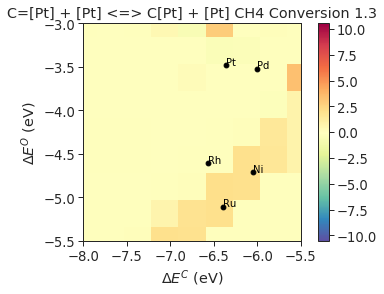 C=[Pt] + [Pt] <=> C[Pt] + [Pt] CH4 Conversion 1.3
−3.0
−3.5
−4.0
−4.5
−5.0
−5.5
ΔE^O (eV)
Pt
Pd
Rh
Ni
Ru
−8.0 −7.5 −7.0 −6.5 −6.0 −5.5
ΔE^C (eV)
10.0
7.5
5.0
2.5
0.0
−2.5
−5.0
−7.5
−10.0